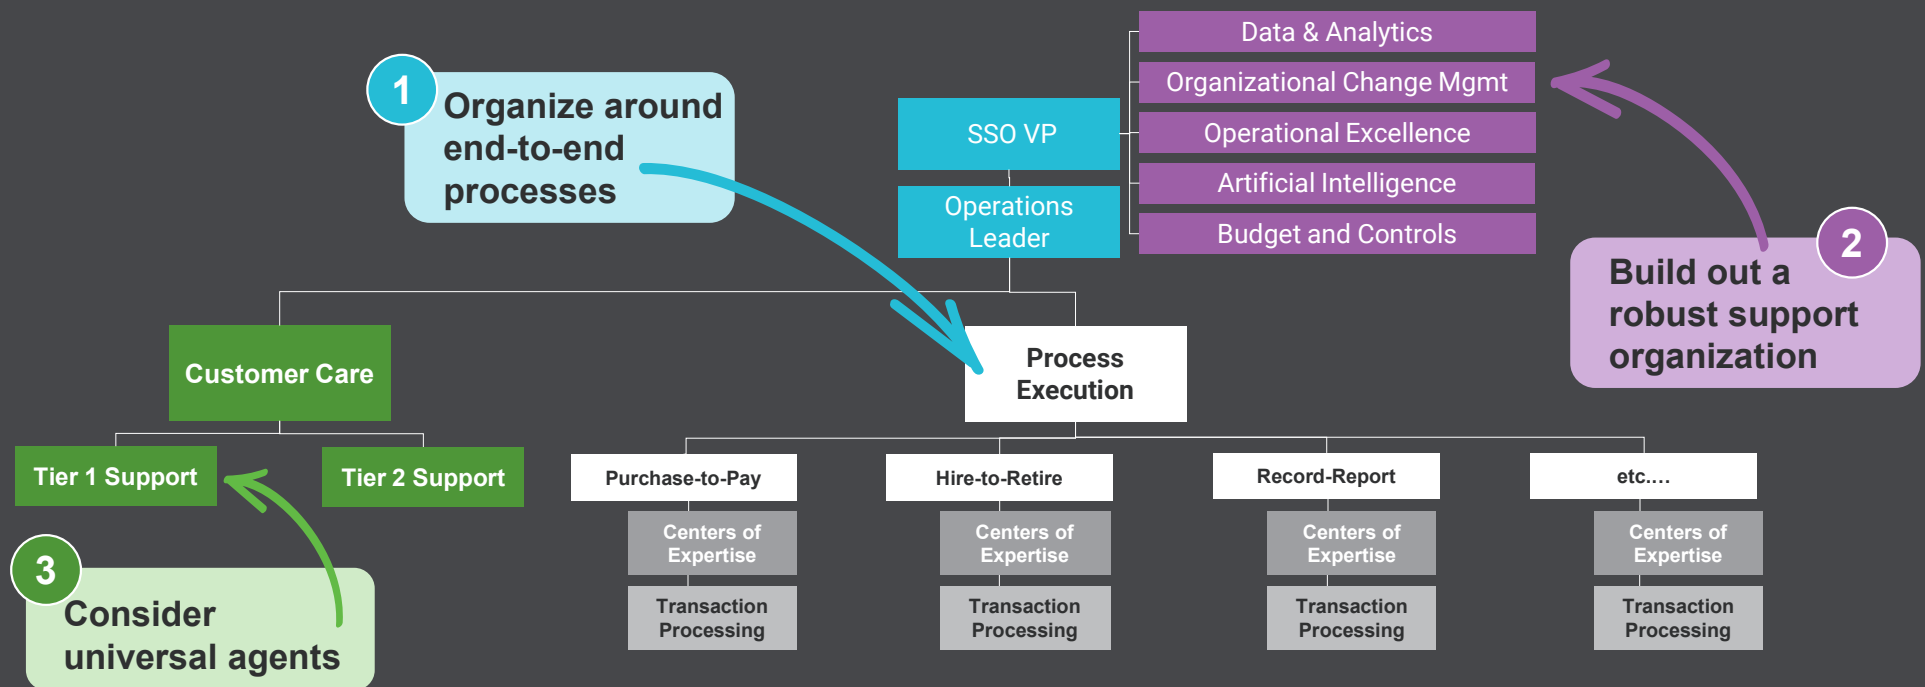 1
Organize around
end-to-end
processes
SSO VP
Operations
Leader
Data & Analytics
Organizational Change Mgmt
Operational Excellence
Artificial Intelligence
Budget and Controls
2
Build out a
robust support
organization
Customer Care
Process
Execution
Tier 1 Support
Tier 2 Support
3
Consider
universal agents
Purchase-to-Pay
Hire-to-Retire
Record-Report
etc.…
Centers of
Expertise
Centers of
Expertise
Centers of
Expertise
Centers of
Expertise
Transaction
Processing
Transaction
Processing
Transaction
Processing
Transaction
Processing